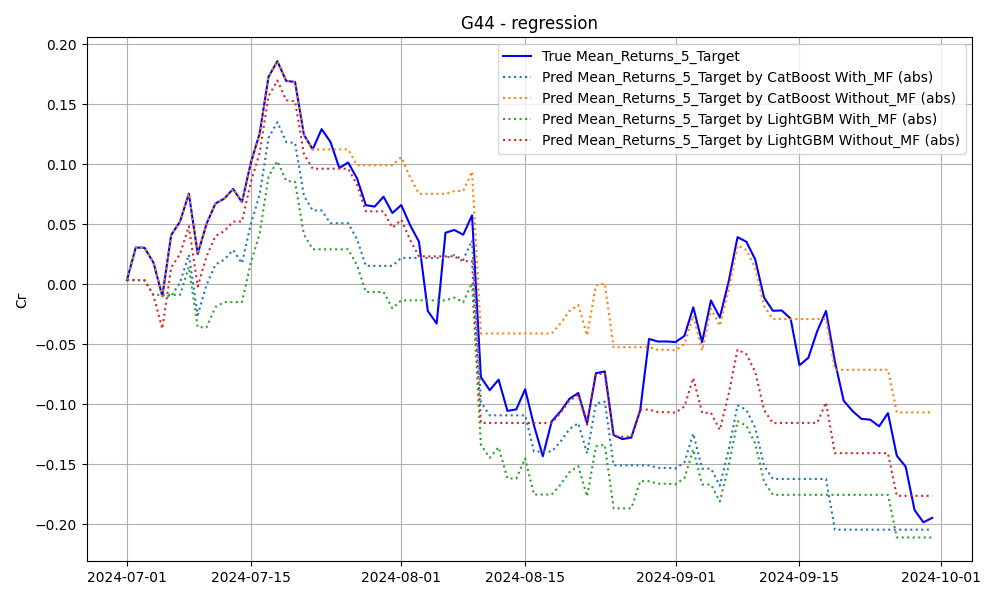 G44 - regression
True Mean_Returns_5_Target
Pred Mean_Returns_5_Target by CatBoost With_MF (abs)
Pred Mean_Returns_5_Target by CatBoost Without_MF (abs)
Pred Mean_Returns_5_Target by LightGBM With_MF (abs)
Pred Mean_Returns_5_Target by LightGBM Without_MF (abs)
0.20
0.15
0.10
0.05
0.00
−0.05
−0.10
−0.15
−0.20
Cr
2024-07-01
2024-07-15
2024-08-01
2024-08-15
2024-09-01
2024-09-15
2024-10-01